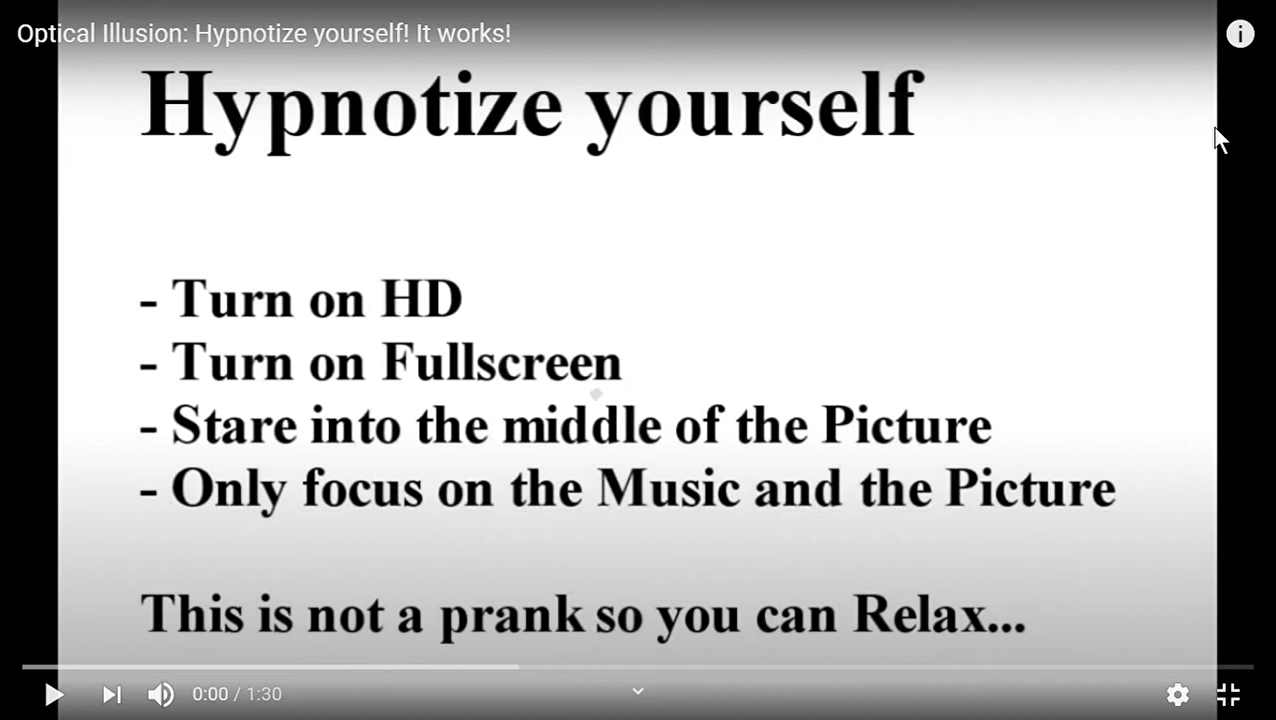 Optical Illusion: Hypnotize yourself! It works!
Hypnotize yourself
- Turn on HD
- Turn on Fullscreen
- Stare into the middle of the Picture
- Only focus on the Music and the Picture
This is not a prank so you can Relax...
0:00 / 1:30